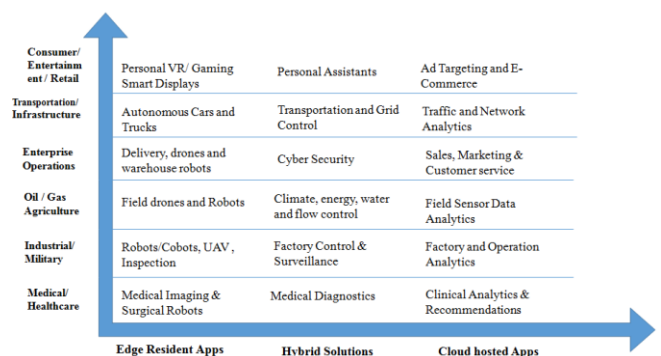 Consumer/
Entertainm
ent / Retail
Personal VR/ Gaming
Smart Displays
Personal Assistants
Ad Targeting and E-
Commerce
Transportation/
Infrastructure
Autonomous Cars and
Trucks
Transportation and Grid
Control
Traffic and Network
Analytics
Enterprise
Operations
Delivery, drones and
warehouse robots
Cyber Security
Sales, Marketing &
Customer service
Oil / Gas
Agriculture
Field drones and Robots
Climate, energy, water
and flow control
Field Sensor Data
Analytics
Industrial/
Military
Robots/Cobots, UAV ,
Inspection
Factory Control &
Surveillance
Factory and Operation
Analytics
Medical/
Healthcare
Medical Imaging &
Surgical Robots
Medical Diagnostics
Clinical Analytics &
Recommendations
Edge Resident Apps
Hybrid Solutions
Cloud hosted Apps